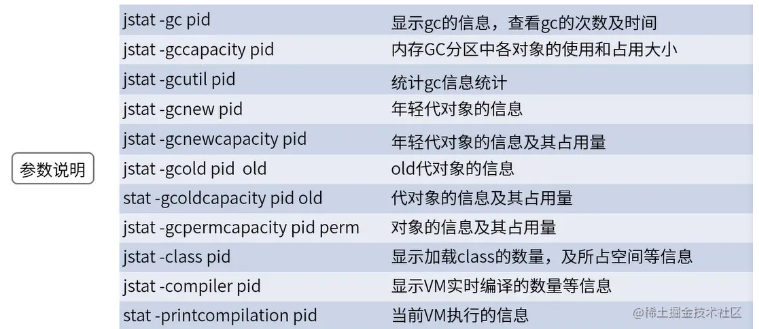 参数说明
jstat -gc pid 显示gc的信息，查看gc的次数及时间
jstat -gccapacity pid 内存GC分区中各对象的使用和占用大小
jstat -gcutil pid 统计gc信息统计
jstat -gcnew pid 年轻代对象的信息
jstat -gcnewcapacity pid 年轻代对象的信息及其占用量
jstat -gcold pid old old代对象的信息
stat -gcoldcapacity pid old 代对象的信息及其占用量
jstat -gcpermcapacity pid perm 对象的信息及其占用量
jstat -class pid 显示加载class的数量，及所占空间等信息
jstat -compiler pid 显示VM实时编译的数量等信息
stat -printcompilation pid 当前VM执行的信息
@稀土掘金技术社区